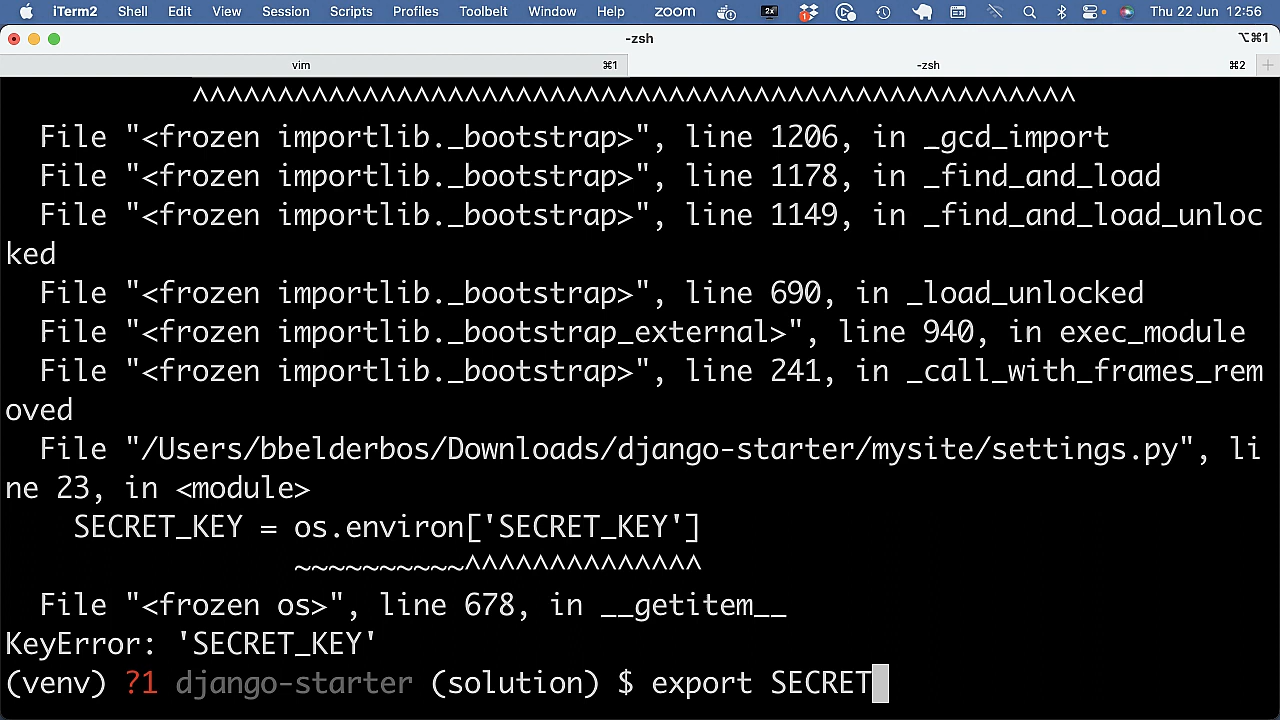 iTerm2 Shell Edit View Session Scripts Profiles Toolbelt Window Help zoom 2x 1 Thu 22 Jun 12:56
-zsh ⌥⌘1
vim ⌘1 -zsh ⌘2 +
^^^^^^^^^^^^^^^^^^^^^^^^^^^^^^^^^^^^^^^^^^^^^^^^^^^^
File "<frozen importlib._bootstrap>", line 1206, in _gcd_import
File "<frozen importlib._bootstrap>", line 1178, in _find_and_load
File "<frozen importlib._bootstrap>", line 1149, in _find_and_load_unloc
ked
File "<frozen importlib._bootstrap>", line 690, in _load_unlocked
File "<frozen importlib._bootstrap_external>", line 940, in exec_module
File "<frozen importlib._bootstrap>", line 241, in _call_with_frames_rem
oved
File "/Users/bbelderbos/Downloads/django-starter/mysite/settings.py", li
ne 23, in <module>
SECRET_KEY = os.environ['SECRET_KEY']
~~~~~~~~~~^^^^^^^^^^^^^^
File "<frozen os>", line 678, in __getitem__
KeyError: 'SECRET_KEY'
(venv) ?1 django-starter (solution) $ export SECRET